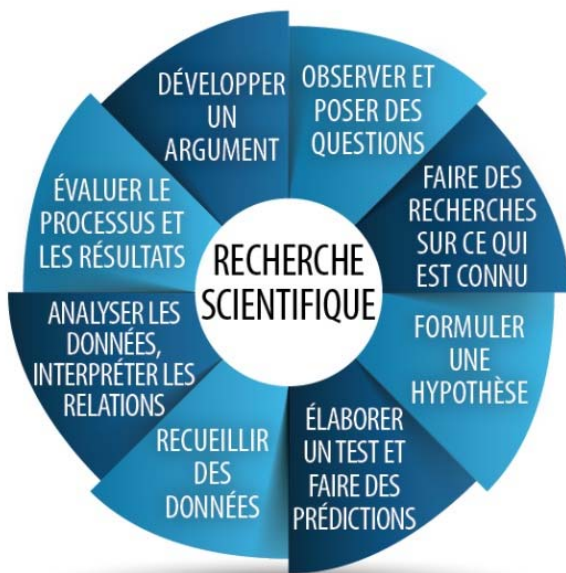 RECHERCHE
SCIENTIFIQUE
OBSERVER ET
POSER DES
QUESTIONS
FAIRE DES
RECHERCHES
SUR CE QUI
EST CONNU
FORMULER
UNE
HYPOTHÈSE
ÉLABORER
UN TEST ET
FAIRE DES
PRÉDICTIONS
RECUEILLIR
DES
DONNÉES
ANALYSER LES
DONNÉES,
INTERPRÉTER LES
RELATIONS
ÉVALUER LE
PROCESSUS ET
LES RÉSULTATS
DÉVELOPPER
UN
ARGUMENT